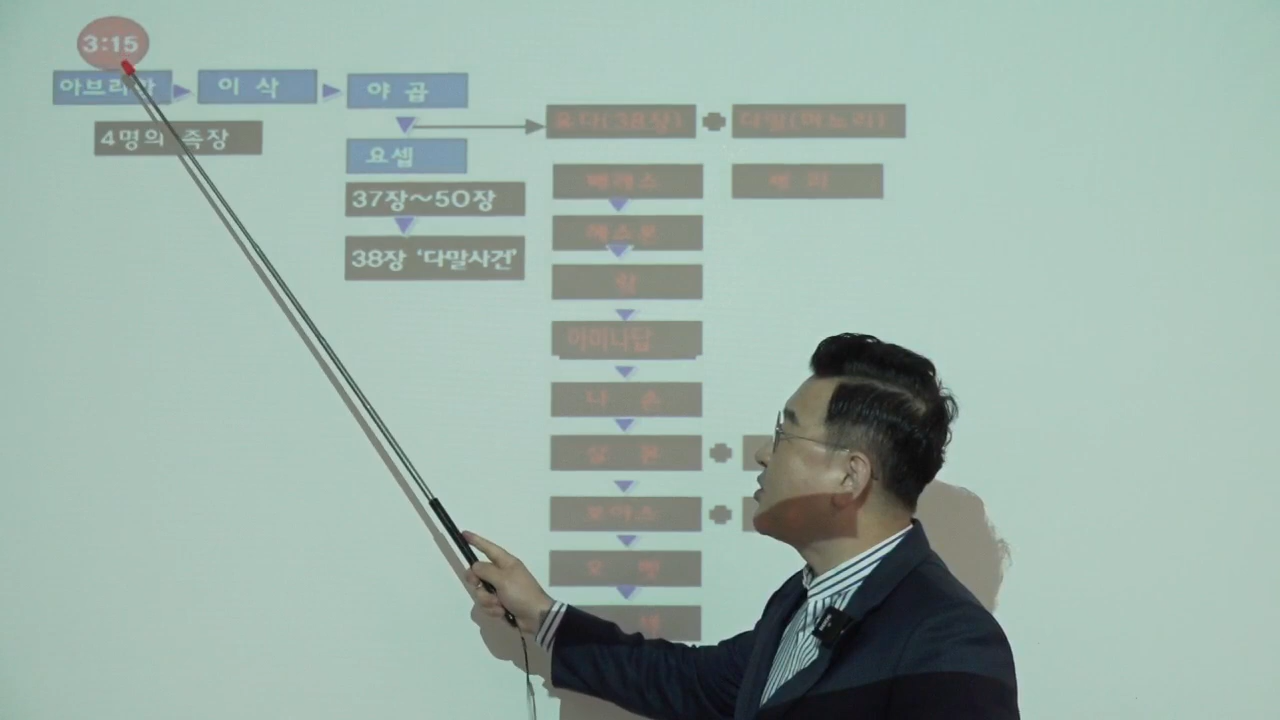 3:15
아브라함
이 삭
야 곱
유다(38장)
다말(며느리)
4명의 족장
요셉
베레스
세 라
37장~50장
헤스론
38장 '다말사건'
람
아미나답
나 손
살 몬
보아스
오 벳